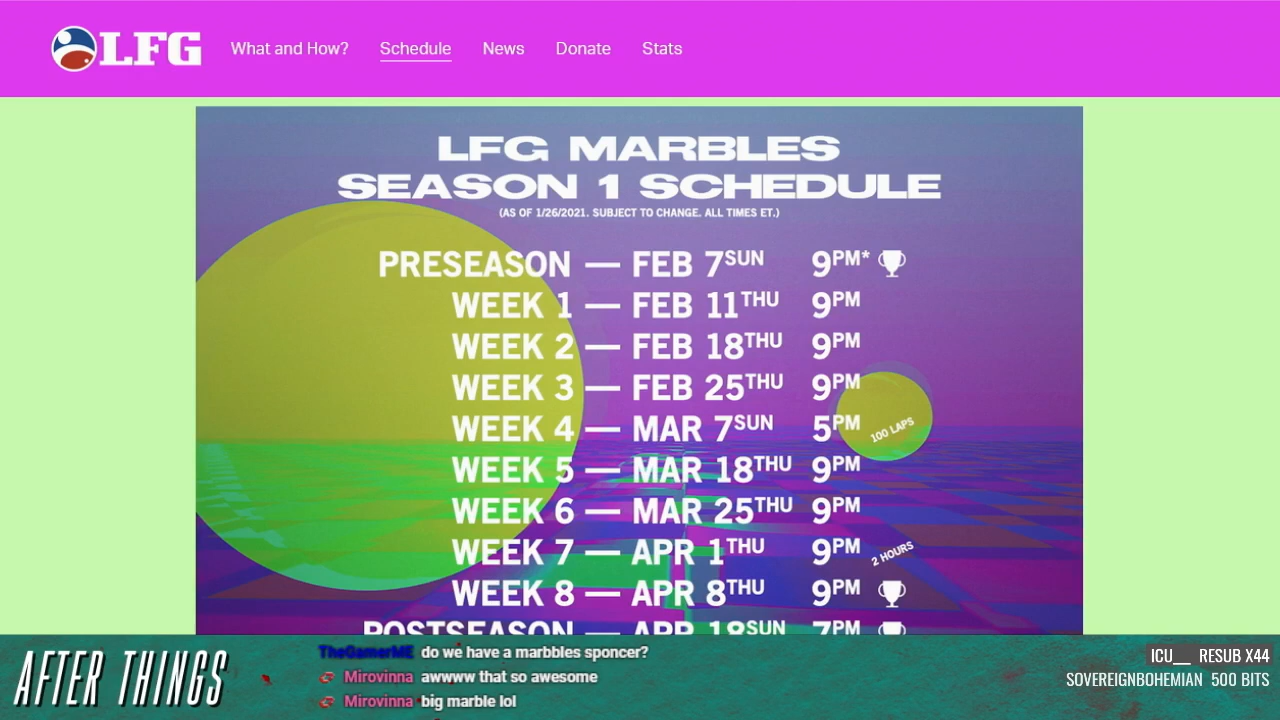 LFG What and How? Schedule News Donate Stats
LFG MARBLES
SEASON 1 SCHEDULE
(AS OF 1/26/2021. SUBJECT TO CHANGE. ALL TIMES ET.)
PRESEASON — FEB 7SUN 9PM*
WEEK 1 — FEB 11THU 9PM
WEEK 2 — FEB 18THU 9PM
WEEK 3 — FEB 25THU 9PM
WEEK 4 — MAR 7SUN 5PM 100 LAPS
WEEK 5 — MAR 18THU 9PM
WEEK 6 — MAR 25THU 9PM
WEEK 7 — APR 1THU 9PM 2 HOURS
WEEK 8 — APR 8THU 9PM
POSTSEASON — APR 18SUN 7PM
AFTER THINGS
TheGamerME do we have a marbbles sponcer?
Mirovinna awwww that so awesome
Mirovinna big marble lol
ICU__ RESUB X44
SOVEREIGNBOHEMIAN 500 BITS